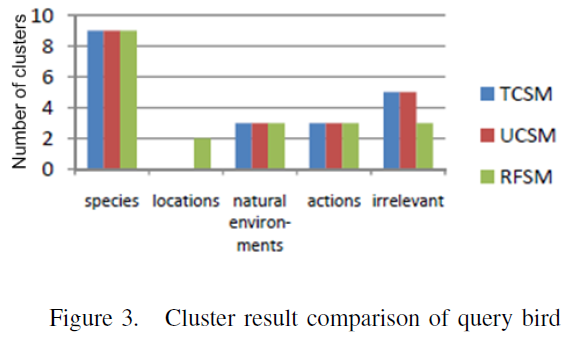 Number of clusters
10
8
6
4
2
0
species locations natural actions irrelevant
environ-
ments
TCSM
UCSM
RFSM
Figure 3. Cluster result comparison of query bird